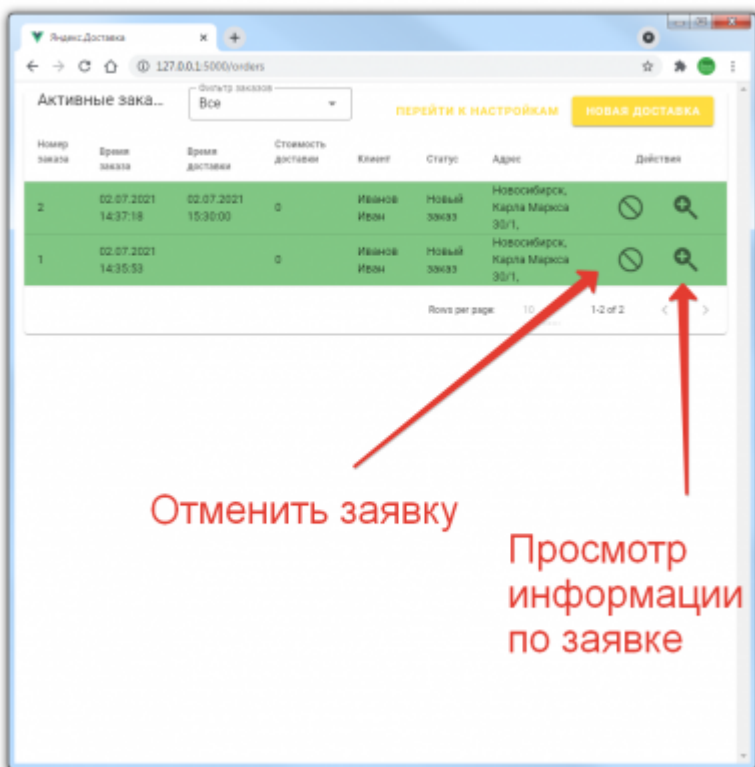 Яндекс.Доставка
127.0.0.1:5000/orders
Активные зака...
Фильтр заказов
Все
ПЕРЕЙТИ К НАСТРОЙКАМ
НОВАЯ ДОСТАВКА
Номер заказа
Время заказа
Время доставки
Стоимость доставки
Клиент
Статус
Адрес
Действия
2
02.07.2021 14:37:18
02.07.2021 15:30:00
0
Иванов Иван
Новый заказ
Новосибирск, Карла Маркса 30/1,
1
02.07.2021 14:35:53
0
Иванов Иван
Новый заказ
Новосибирск, Карла Маркса 30/1,
Rows per page:
10
1-2 of 2
Отменить заявку
Просмотр
информации
по заявке